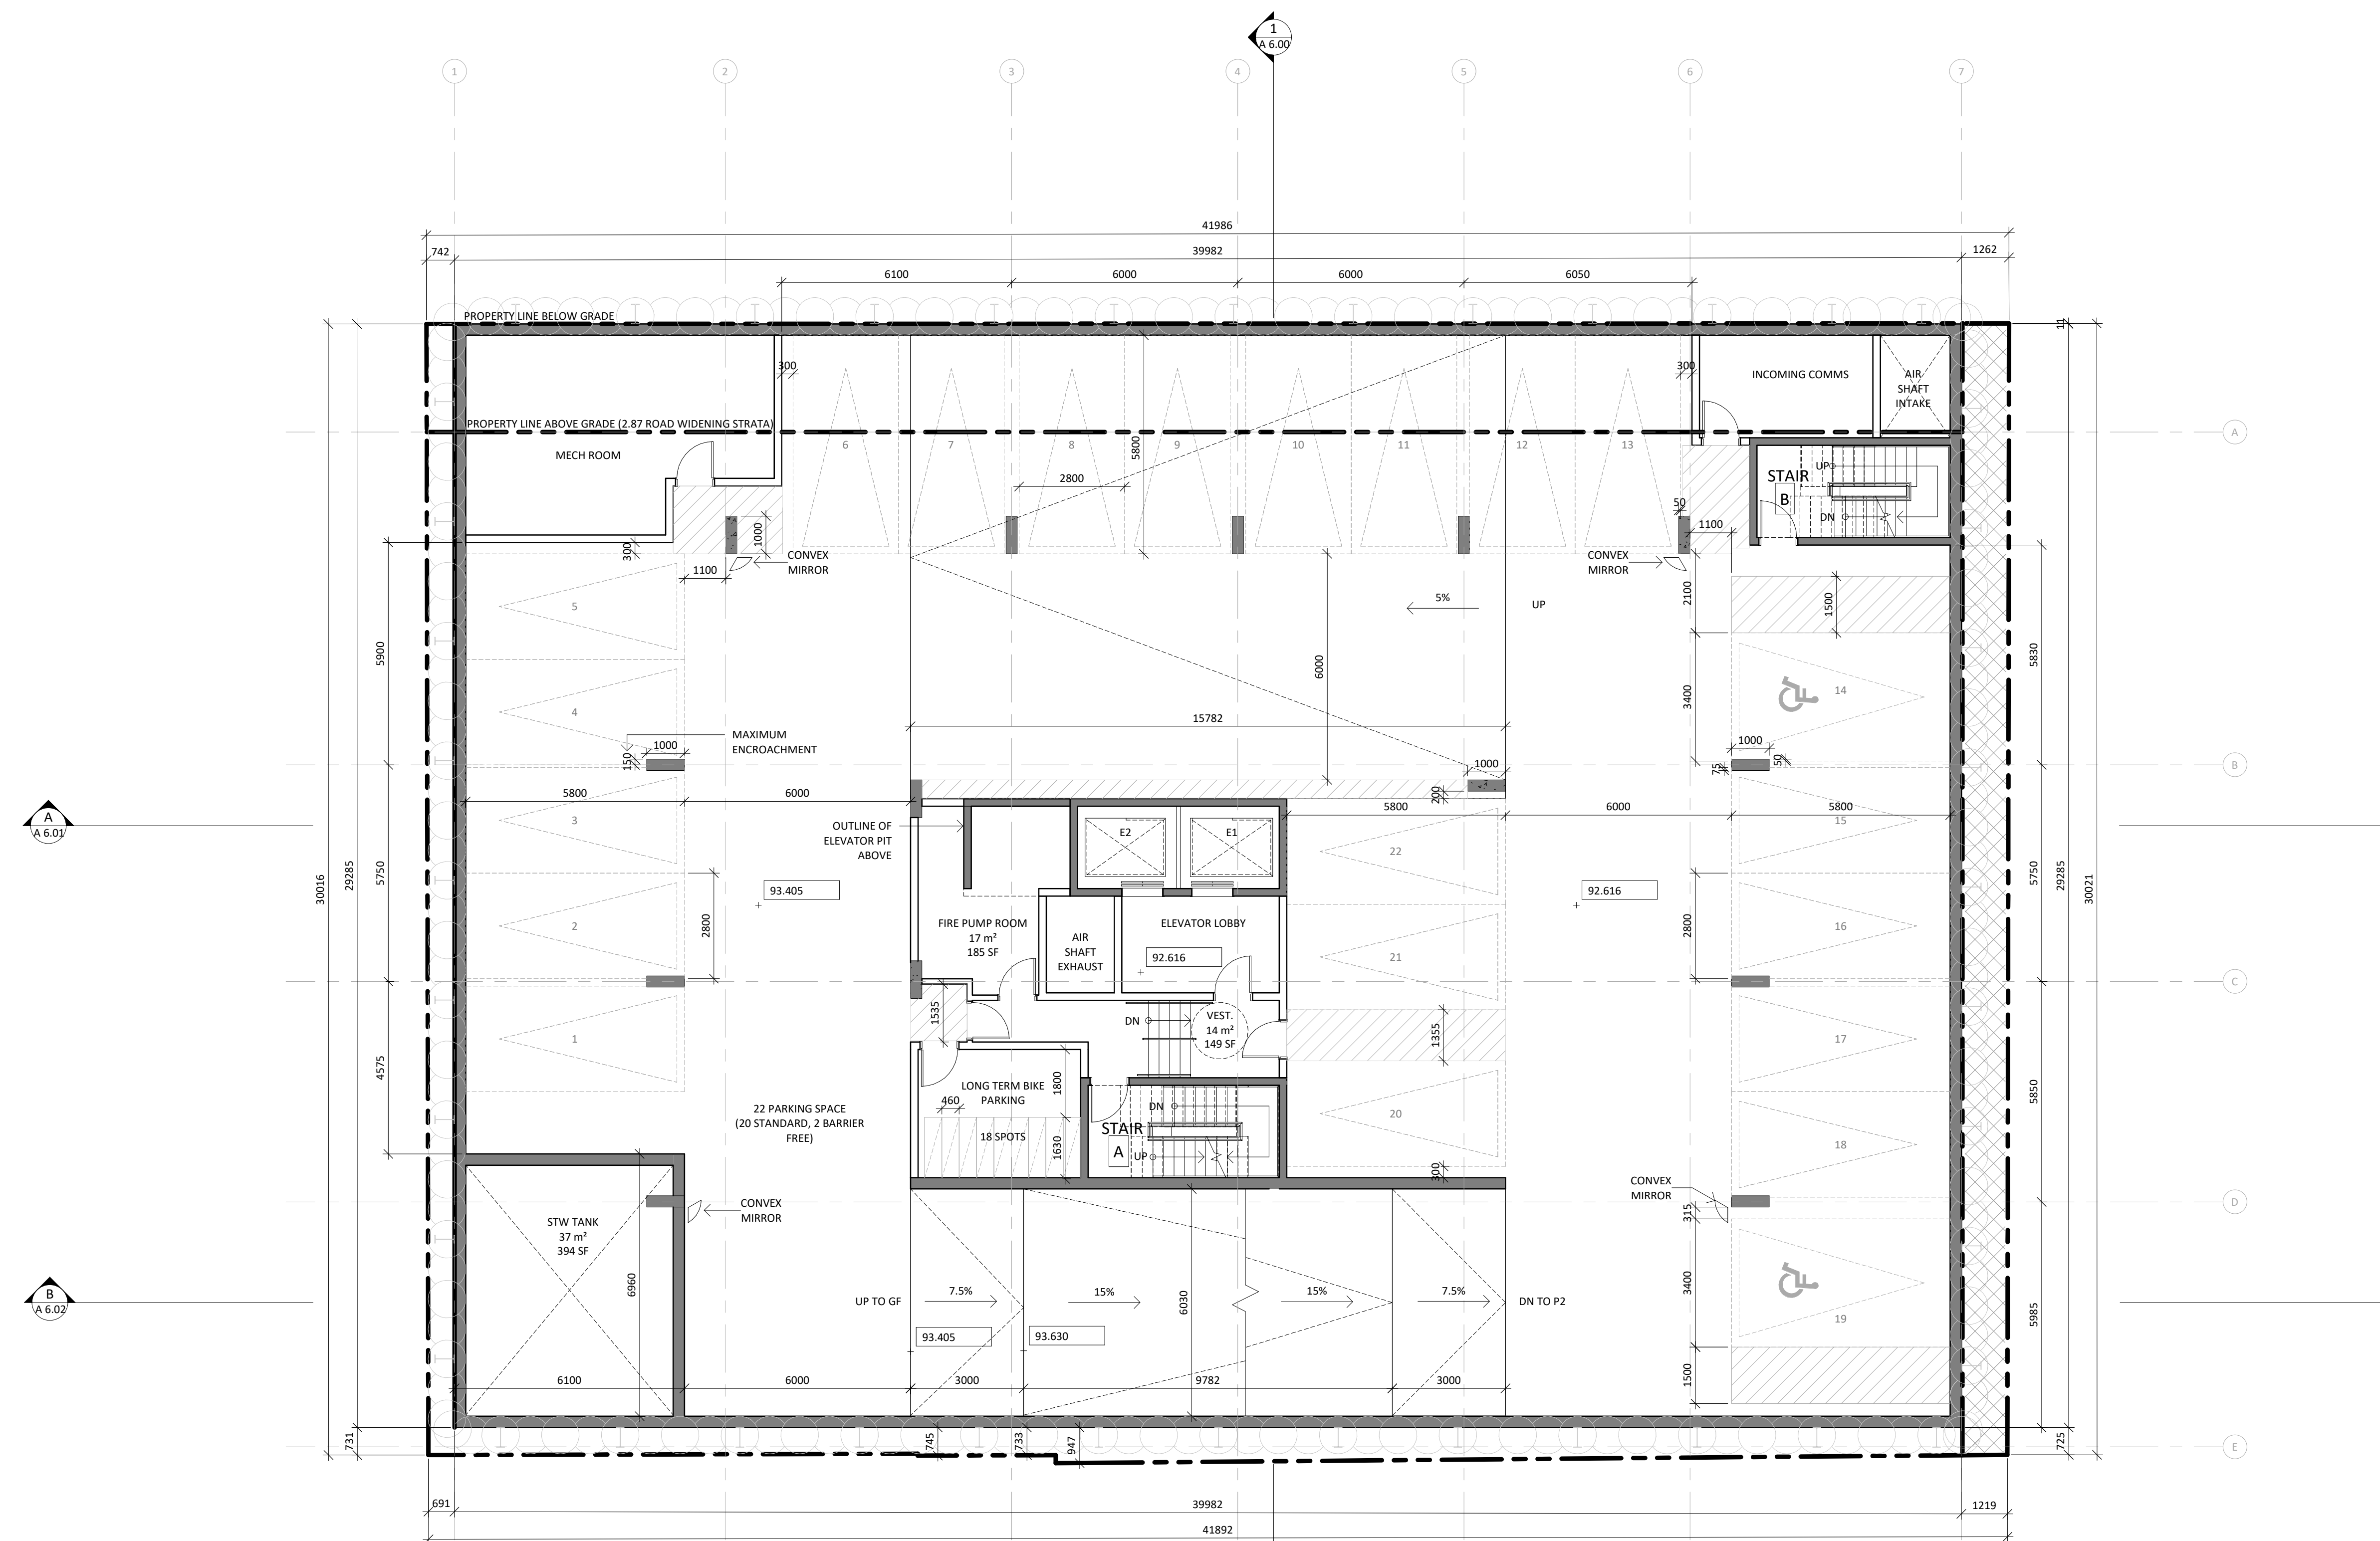 1
A 6.00
1
2
3
4
5
6
7
41986
742
39982
1262
6100
6000
6000
6050
PROPERTY LINE BELOW GRADE
11
300
300
INCOMING COMMS
AIR
SHAFT
INTAKE
PROPERTY LINE ABOVE GRADE (2.87 ROAD WIDENING STRATA)
A
6
7
8
9
10
11
12
13
5800
MECH ROOM
UP
STAIR
B
DN
2800
50
1000
1100
300
CONVEX
MIRROR
CONVEX
MIRROR
1100
5
5%
UP
2100
1500
5900
6000
5830
4
3400
14
15782
MAXIMUM
ENCROACHMENT
1000
150
1000
1000
50
75
B
200
5800
6000
5800
6000
5800
A
A 6.01
3
OUTLINE OF
ELEVATOR PIT
ABOVE
E2
E1
15
22
30016
29285
5750
93.405
92.616
5750
29285
30021
2800
2
FIRE PUMP ROOM
17 m²
185 SF
AIR
SHAFT
EXHAUST
ELEVATOR LOBBY
92.616
21
2800
16
C
1535
DN
VEST.
14 m²
149 SF
1355
1
17
4575
LONG TERM BIKE
PARKING
1800
460
5850
22 PARKING SPACE
(20 STANDARD, 2 BARRIER
FREE)
18 SPOTS
1630
DN
STAIR
A
UP
20
18
300
CONVEX
MIRROR
CONVEX
MIRROR
315
D
STW TANK
37 m²
394 SF
6960
B
A 6.02
UP TO GF
7.5%
15%
6030
15%
7.5%
DN TO P2
3400
19
5985
93.405
93.630
6100
6000
3000
9782
3000
1500
731
745
733
947
725
E
691
39982
1219
41892